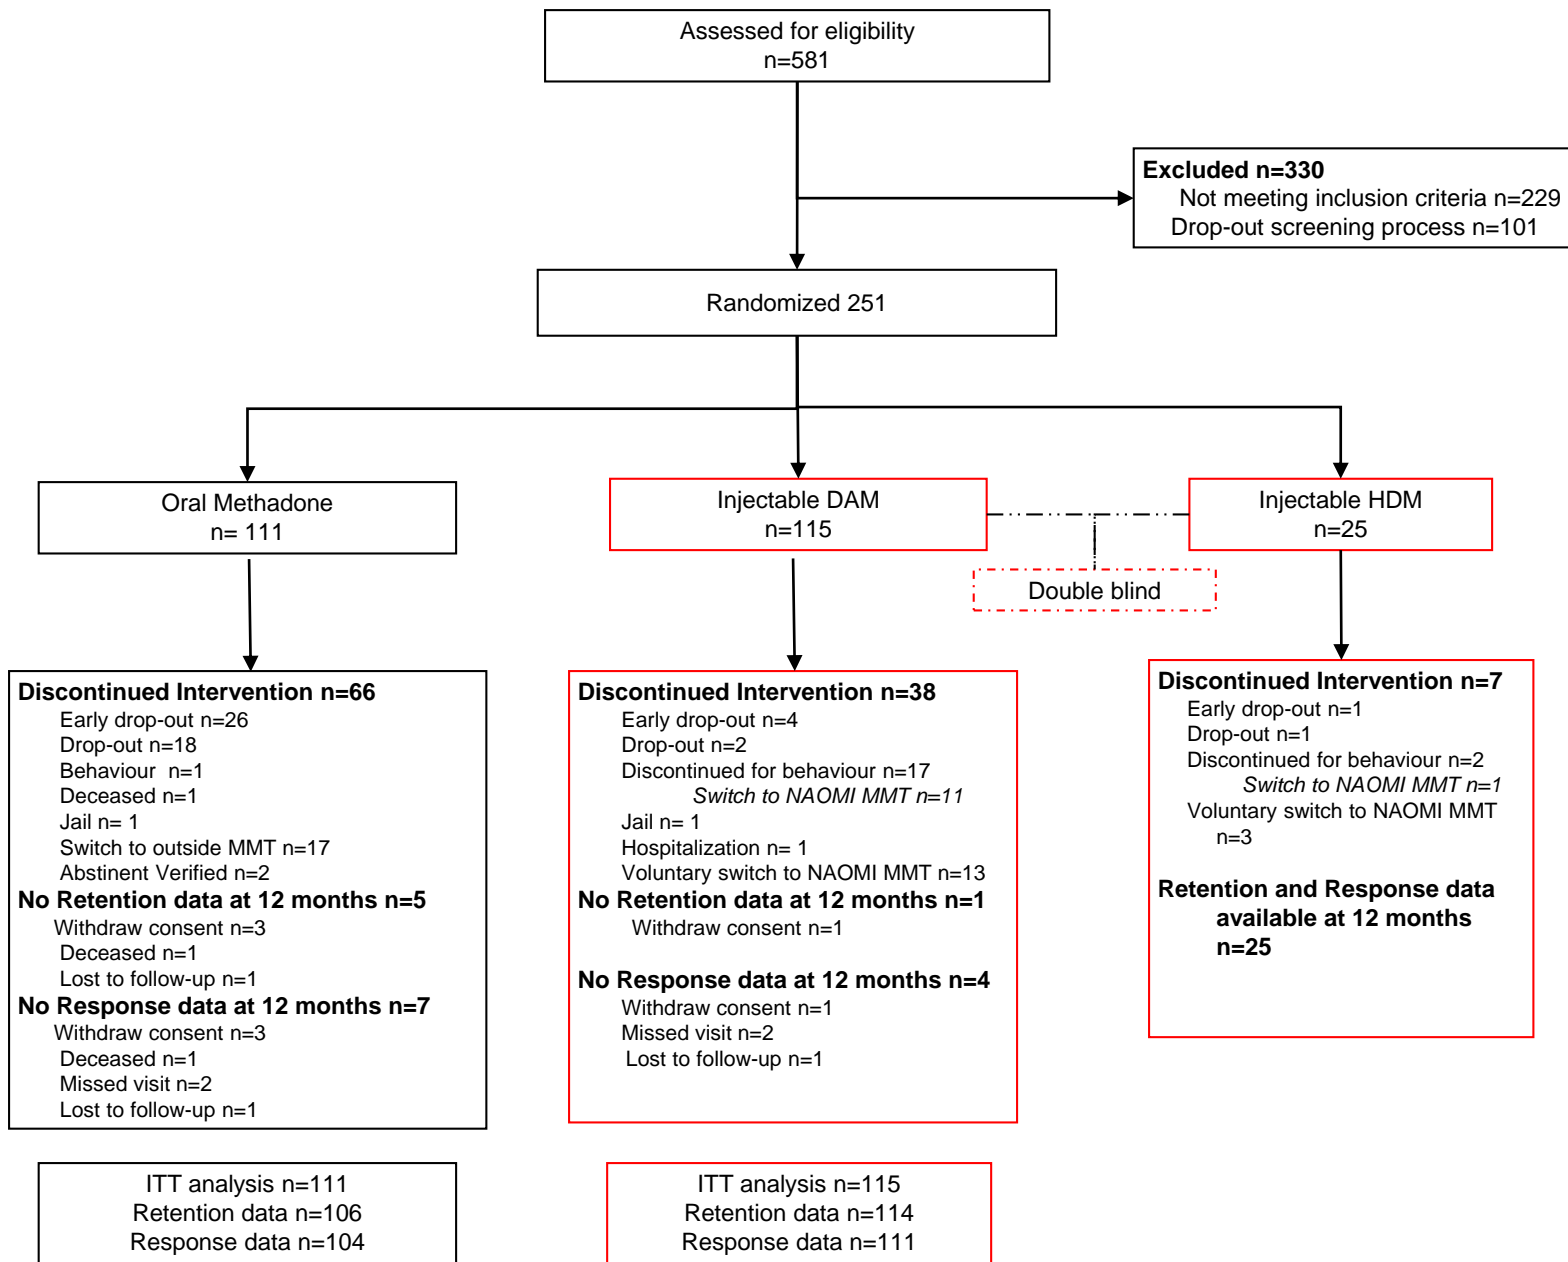 Assessed for eligibility
n=581
Excluded n=330
Not meeting inclusion criteria n=229
Drop-out screening process n=101
Randomized 251
Oral Methadone
n= 111
Injectable DAM
n=115
Injectable HDM
n=25
Double blind
Discontinued Intervention n=66
Early drop-out n=26
Drop-out n=18
Behaviour n=1
Deceased n=1
Jail n= 1
Switch to outside MMT n=17
Abstinent Verified n=2
No Retention data at 12 months n=5
Withdraw consent n=3
Deceased n=1
Lost to follow-up n=1
No Response data at 12 months n=7
Withdraw consent n=3
Deceased n=1
Missed visit n=2
Lost to follow-up n=1
Discontinued Intervention n=38
Early drop-out n=4
Drop-out n=2
Discontinued for behaviour n=17
Switch to NAOMI MMT n=11
Jail n= 1
Hospitalization n= 1
Voluntary switch to NAOMI MMT n=13
No Retention data at 12 months n=1
Withdraw consent n=1
No Response data at 12 months n=4
Withdraw consent n=1
Missed visit n=2
Lost to follow-up n=1
Discontinued Intervention n=7
Early drop-out n=1
Drop-out n=1
Discontinued for behaviour n=2
Switch to NAOMI MMT n=1
Voluntary switch to NAOMI MMT
n=3
Retention and Response data
available at 12 months
n=25
ITT analysis n=111
Retention data n=106
Response data n=104
ITT analysis n=115
Retention data n=114
Response data n=111